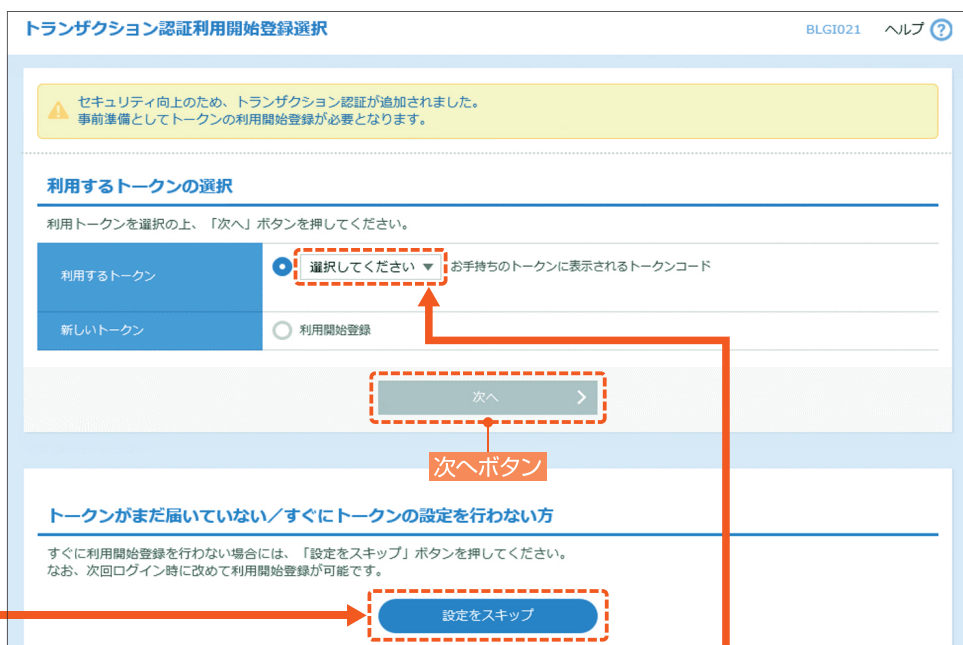 トランザクション認証利用開始登録選択
BLGI021 ヘルプ ?
セキュリティ向上のため、トランザクション認証が追加されました。
事前準備としてトークンの利用開始登録が必要となります。
利用するトークンの選択
利用トークンを選択の上、「次へ」ボタンを押してください。
利用するトークン
選択してください ▼ お手持ちのトークンに表示されるトークンコード
新しいトークン
利用開始登録
次へ
次へボタン
トークンがまだ届いていない／すぐにトークンの設定を行わない方
すぐに利用開始登録を行わない場合には、「設定をスキップ」ボタンを押してください。
なお、次回ログイン時に改めて利用開始登録が可能です。
設定をスキップ